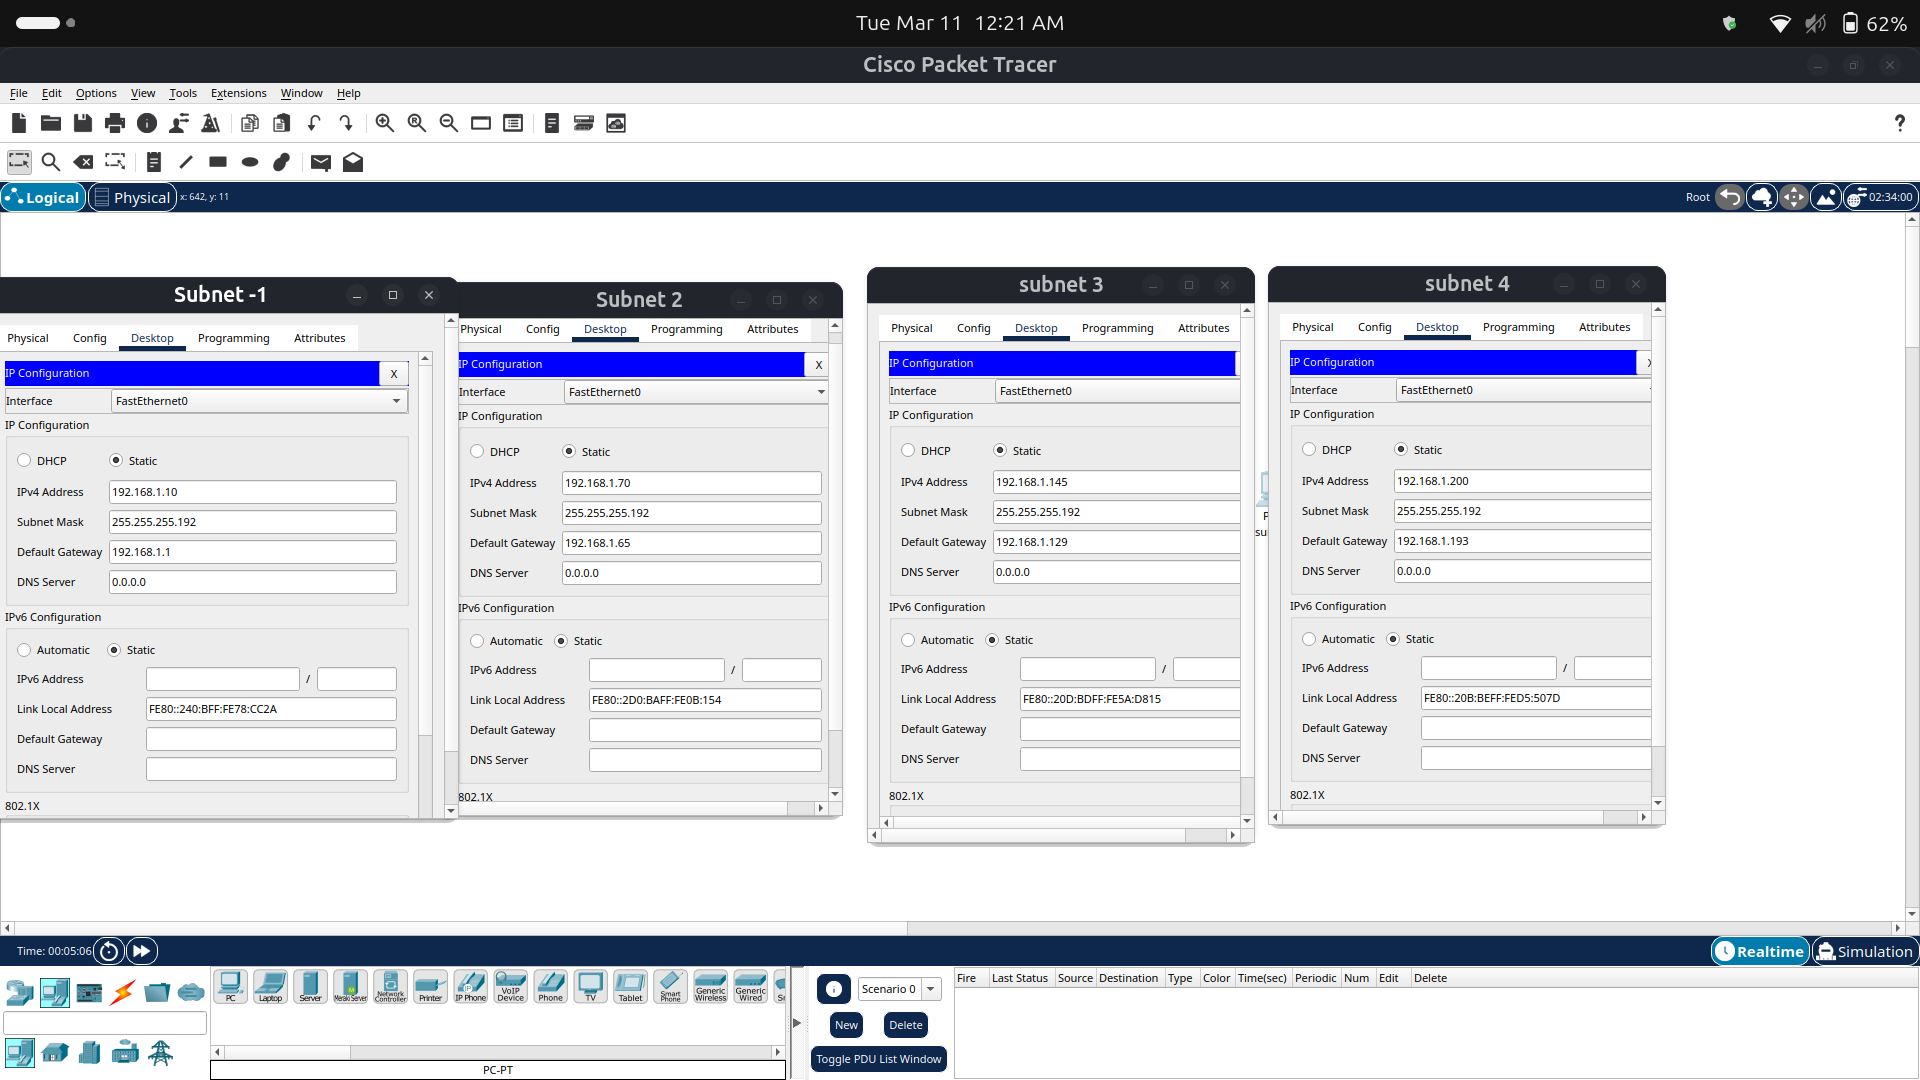 Tue Mar 11 12:21 AM
62%
Cisco Packet Tracer
File Edit Options View Tools Extensions Window Help
Logical Physical x: 642, y: 11
Root 02:34:00
Subnet -1
Physical Config Desktop Programming Attributes
IP Configuration X
Interface FastEthernet0
IP Configuration
DHCP Static
IPv4 Address 192.168.1.10
Subnet Mask 255.255.255.192
Default Gateway 192.168.1.1
DNS Server 0.0.0.0
IPv6 Configuration
Automatic Static
IPv6 Address /
Link Local Address FE80::240:BFF:FE78:CC2A
Default Gateway
DNS Server
802.1X
Subnet 2
Physical Config Desktop Programming Attributes
IP Configuration X
Interface FastEthernet0
IP Configuration
DHCP Static
IPv4 Address 192.168.1.70
Subnet Mask 255.255.255.192
Default Gateway 192.168.1.65
DNS Server 0.0.0.0
IPv6 Configuration
Automatic Static
IPv6 Address /
Link Local Address FE80::2D0:BAFF:FE0B:154
Default Gateway
DNS Server
802.1X
subnet 3
Physical Config Desktop Programming Attributes
IP Configuration
Interface FastEthernet0
IP Configuration
DHCP Static
IPv4 Address 192.168.1.145
Subnet Mask 255.255.255.192
Default Gateway 192.168.1.129
DNS Server 0.0.0.0
IPv6 Configuration
Automatic Static
IPv6 Address /
Link Local Address FE80::20D:BDFF:FE5A:D815
Default Gateway
DNS Server
802.1X
subnet 4
Physical Config Desktop Programming Attributes
IP Configuration
Interface FastEthernet0
IP Configuration
DHCP Static
IPv4 Address 192.168.1.200
Subnet Mask 255.255.255.192
Default Gateway 192.168.1.193
DNS Server 0.0.0.0
IPv6 Configuration
Automatic Static
IPv6 Address /
Link Local Address FE80::20B:BEFF:FED5:507D
Default Gateway
DNS Server
802.1X
Time: 00:05:06
Realtime Simulation
PC Laptop Server Meraki Server Network Controller Printer IP Phone VoIP Device Phone TV Tablet Smart Phone Generic Wireless Generic Wired
PC-PT
Scenario 0
New Delete
Toggle PDU List Window
Fire Last Status Source Destination Type Color Time(sec) Periodic Num Edit Delete